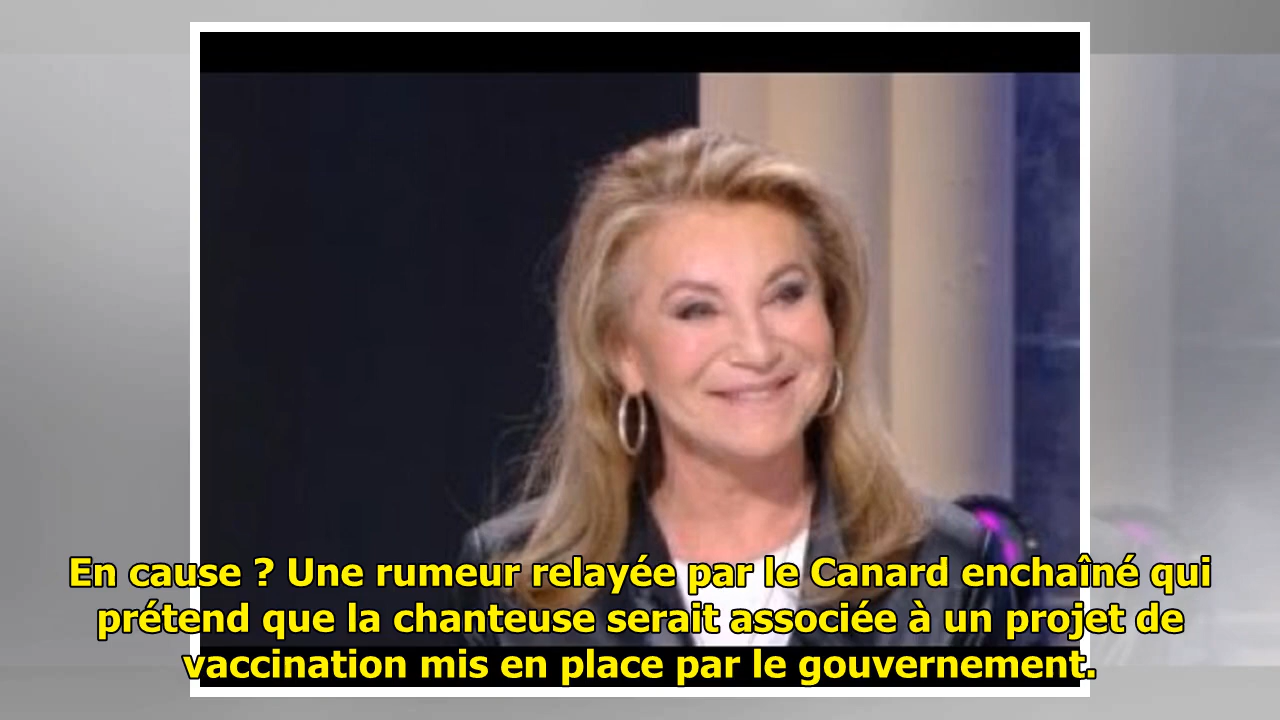 En cause ? Une rumeur relayée par le Canard enchaîné qui
prétend que la chanteuse serait associée à un projet de
vaccination mis en place par le gouvernement.